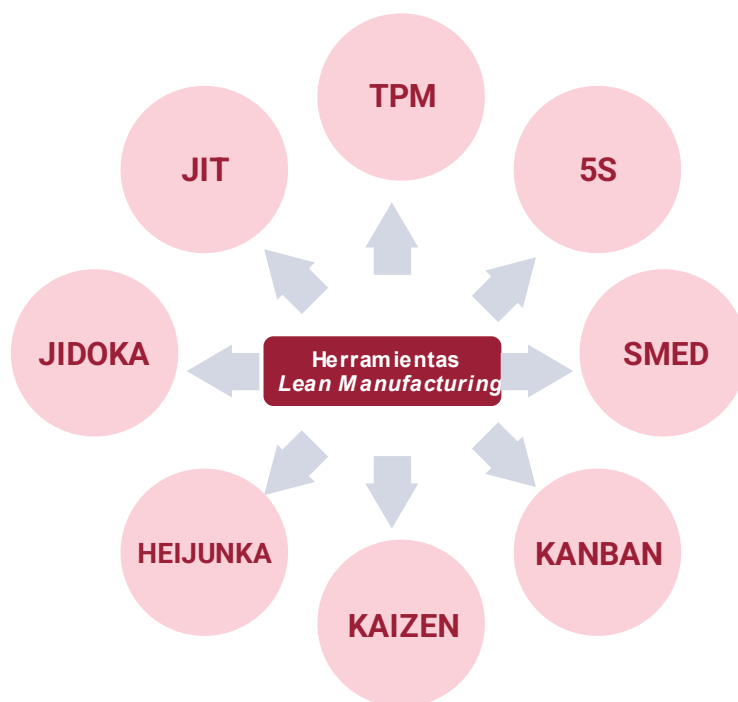 TPM
JIT
5S
JIDOKA
Herramientas
Lean Manufacturing
SMED
HEIJUNKA
KANBAN
KAIZEN